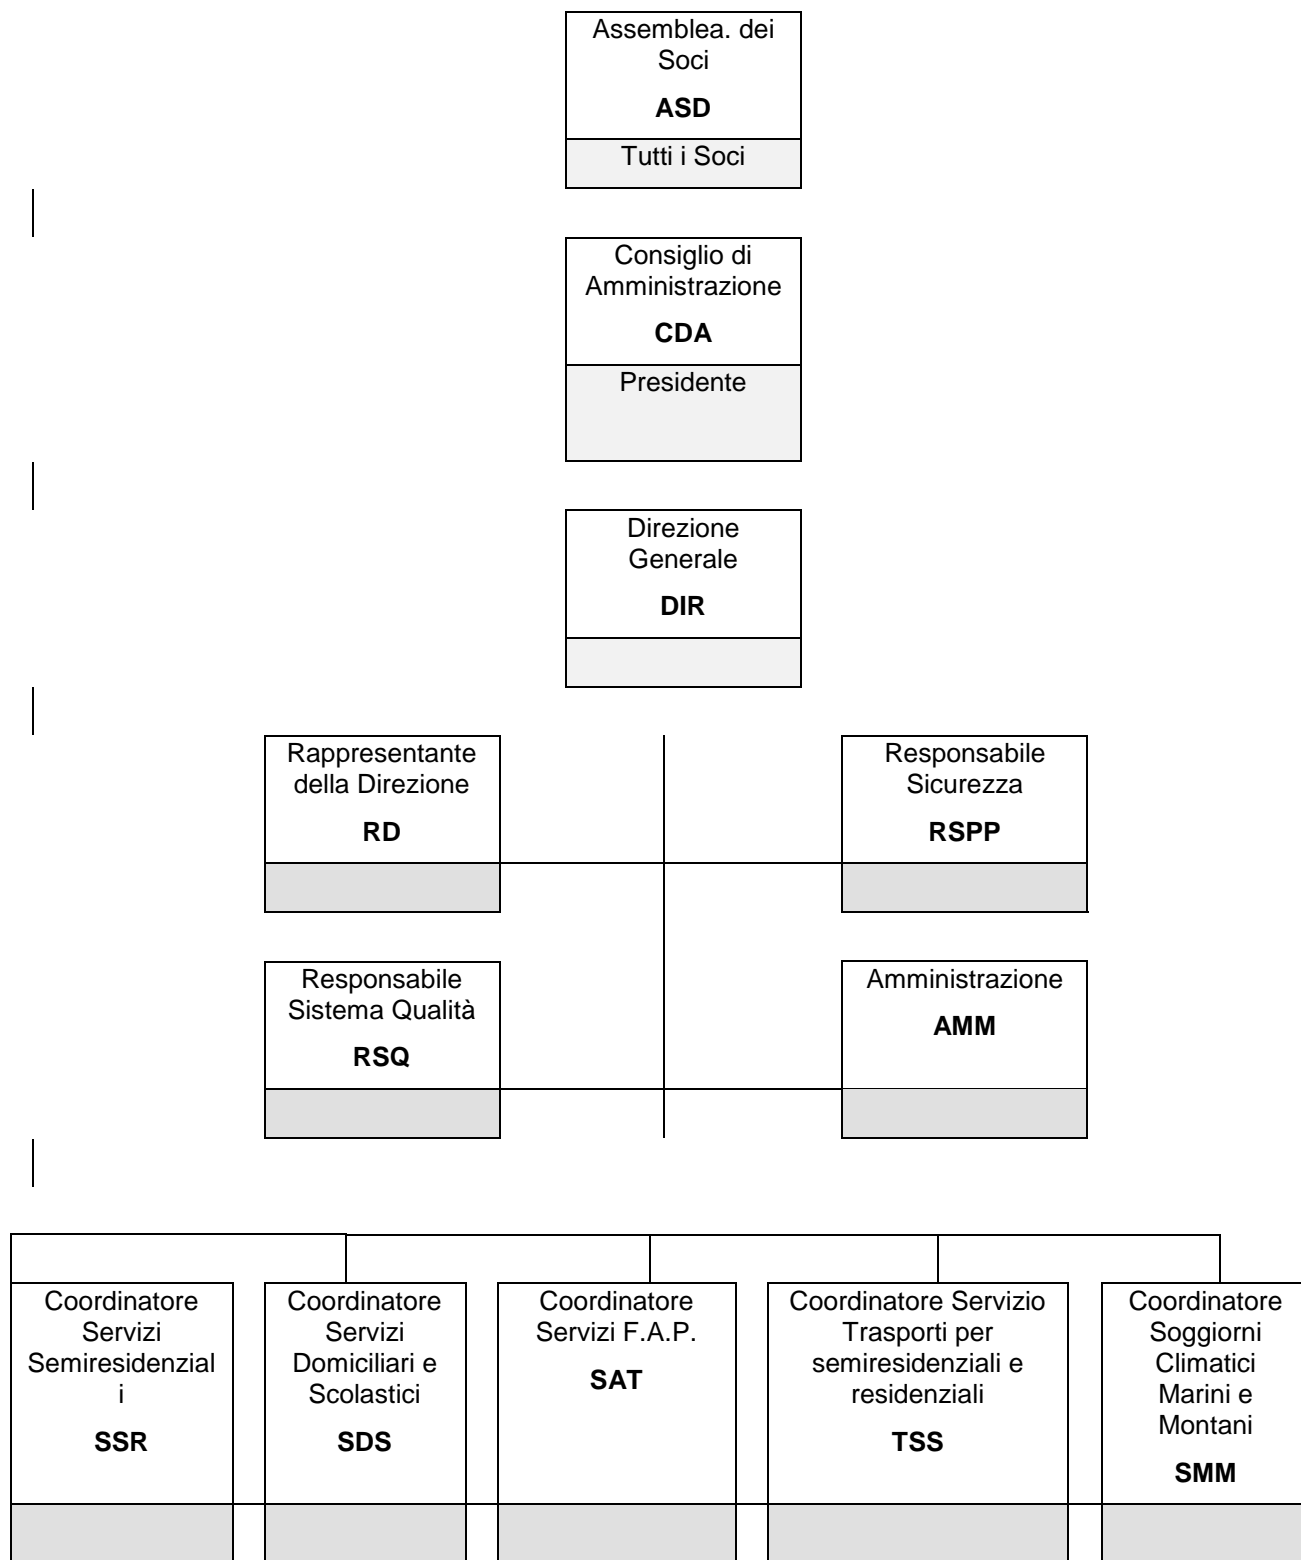 Assemblea. dei
Soci
ASD
Tutti i Soci
Consiglio di
Amministrazione
CDA
Presidente
Direzione
Generale
DIR
Rappresentante
della Direzione
RD
Responsabile
Sicurezza
RSPP
Responsabile
Sistema Qualità
RSQ
Amministrazione
AMM
Coordinatore
Servizi
Semiresidenzial
i
SSR
Coordinatore
Servizi
Domiciliari e
Scolastici
SDS
Coordinatore
Servizi F.A.P.
SAT
Coordinatore Servizio
Trasporti per
semiresidenziali e
residenziali
TSS
Coordinatore
Soggiorni
Climatici
Marini e
Montani
SMM